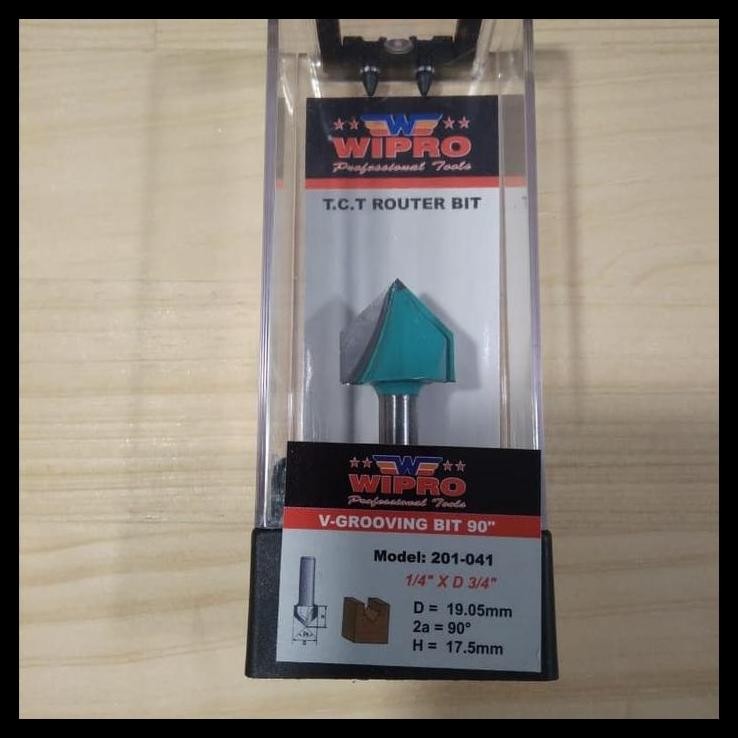 W
WIPRO
Professional Tools
T.C.T ROUTER BIT
W
WIPRO
Professional Tools
V-GROOVING BIT 90"
Model: 201-041
1/4" X D 3/4"
D = 19.05mm
2a = 90°
H = 17.5mm